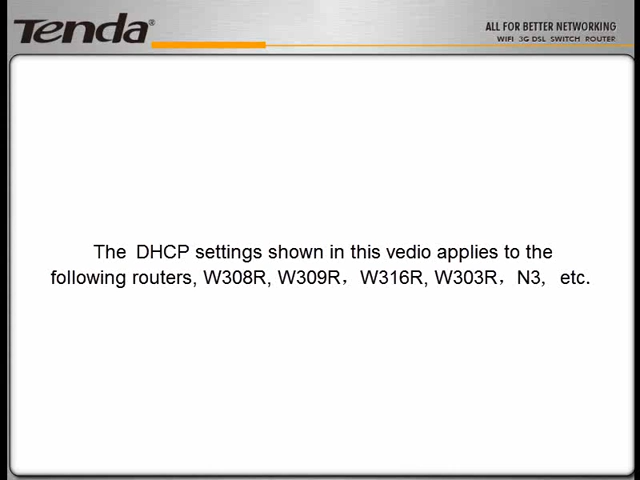 Tenda®
ALL FOR BETTER NETWORKING
WIFI 3G DSL SWITCH ROUTER
The DHCP settings shown in this vedio applies to the
following routers, W308R, W309R，W316R, W303R，N3，etc.